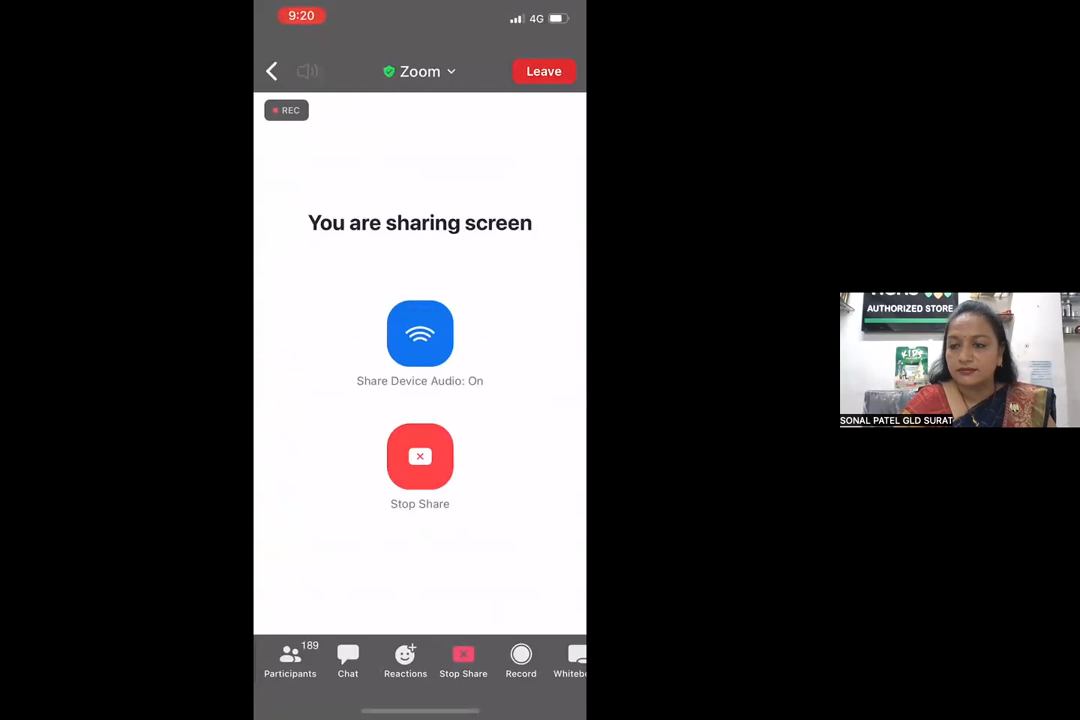 9:20
4G
Zoom
Leave
REC
You are sharing screen
Share Device Audio: On
Stop Share
189
Participants
Chat
Reactions
Stop Share
Record
AUTHORIZED STORE
KIDS
SONAL PATEL GLD SURAT